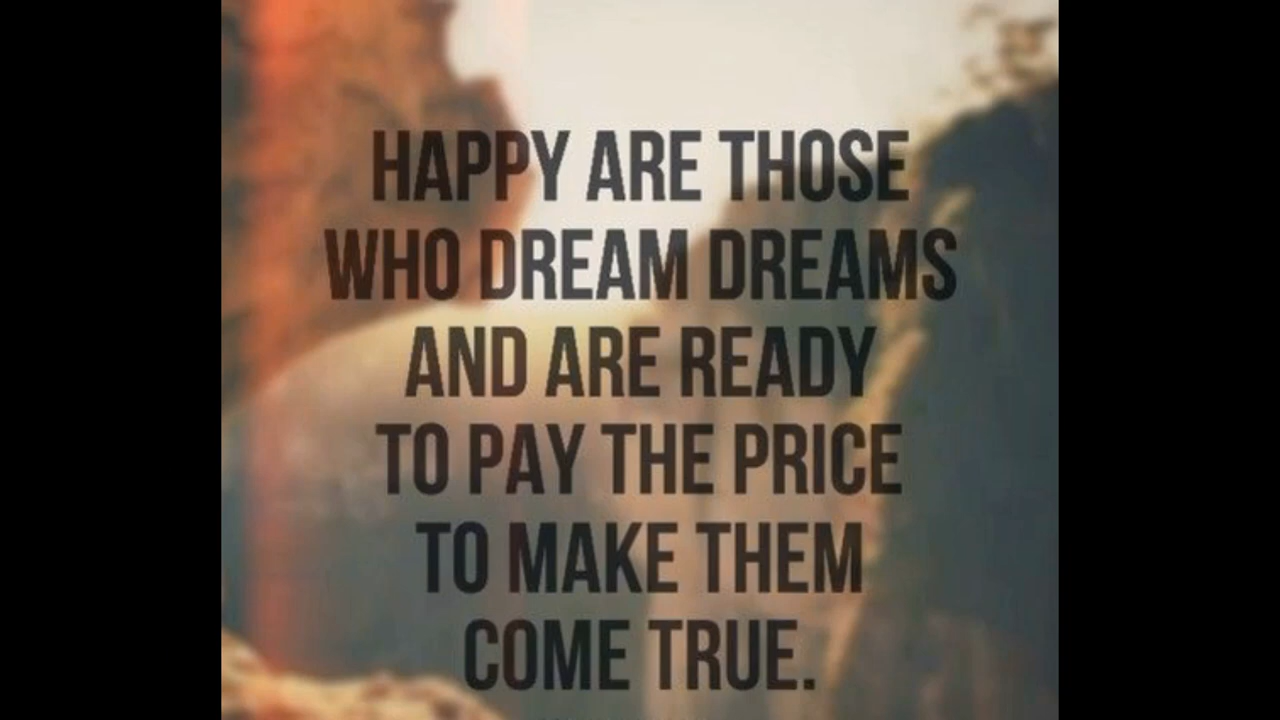 HAPPY ARE THOSE
WHO DREAM DREAMS
AND ARE READY
TO PAY THE PRICE
TO MAKE THEM
COME TRUE.